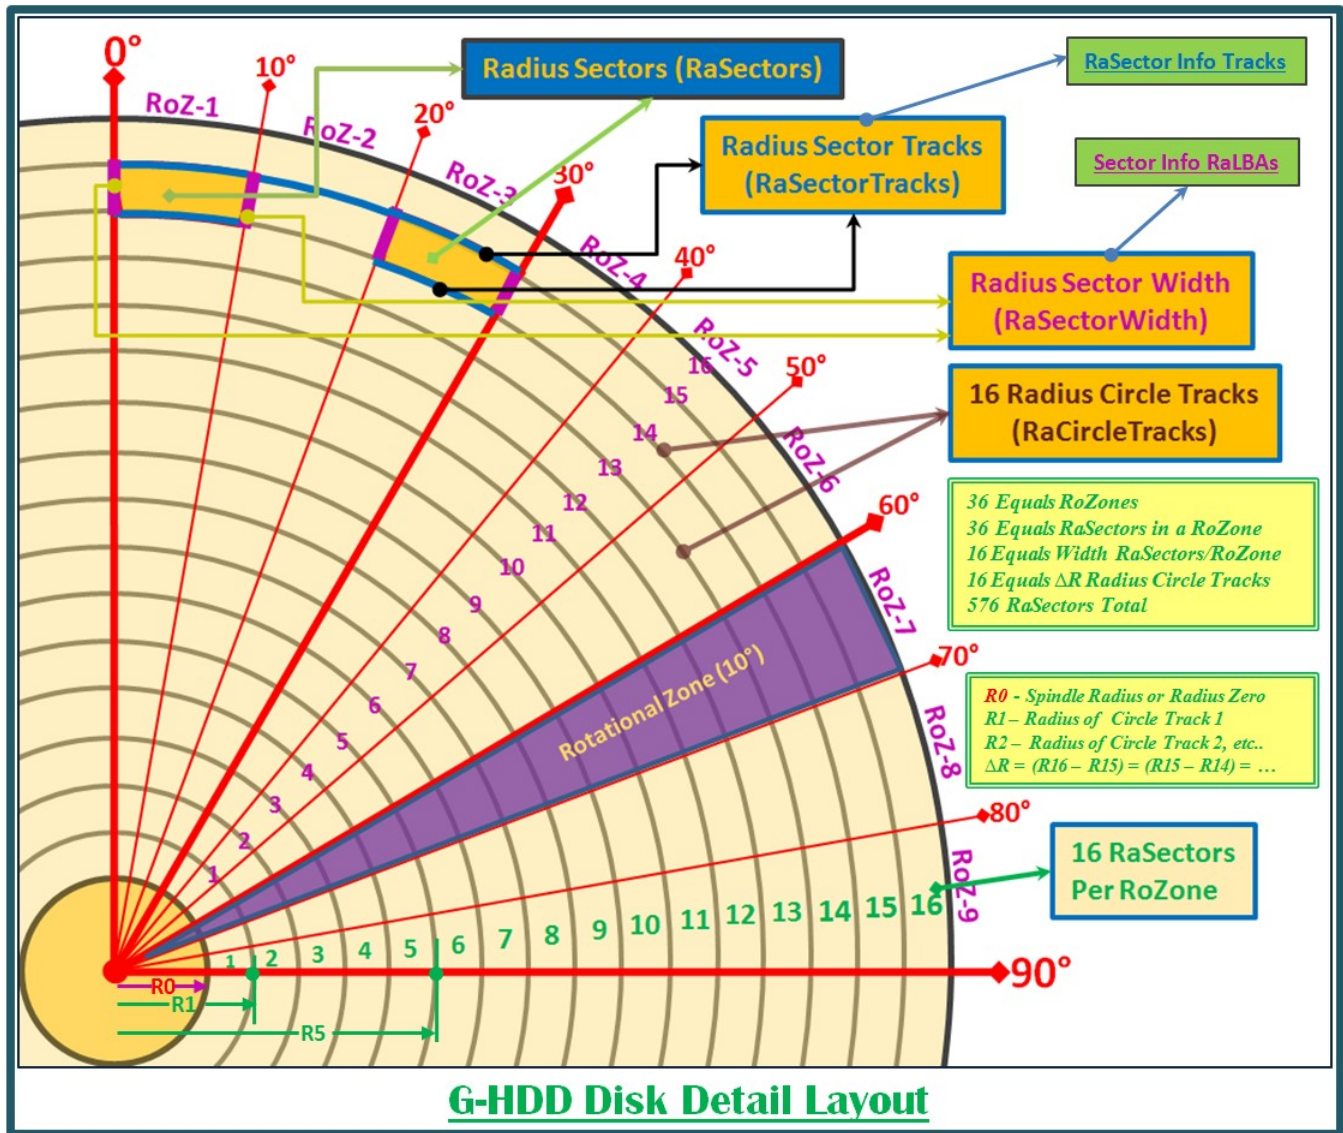 0°
10°
20°
30°
40°
50°
60°
70°
80°
90°
RoZ-1
RoZ-2
RoZ-3
RoZ-4
RoZ-5
RoZ-6
RoZ-7
RoZ-8
RoZ-9
Radius Sectors (RaSectors)
RaSector Info Tracks
Radius Sector Tracks
(RaSectorTracks)
Sector Info RaLBAs
Radius Sector Width
(RaSectorWidth)
16 Radius Circle Tracks
(RaCircleTracks)
36 Equals RoZones
36 Equals RaSectors in a RoZone
16 Equals Width RaSectors/RoZone
16 Equals ΔR Radius Circle Tracks
576 RaSectors Total
R0 - Spindle Radius or Radius Zero
R1 – Radius of Circle Track 1
R2 – Radius of Circle Track 2, etc..
ΔR = (R16 – R15) = (R15 – R14) = …
16
15
14
13
12
11
10
9
8
7
6
5
4
3
2
1
Rotational Zone (10°)
16 RaSectors
Per RoZone
1 2 3 4 5 6 7 8 9 10 11 12 13 14 15 16
R0
R1
R5
G-HDD Disk Detail Layout